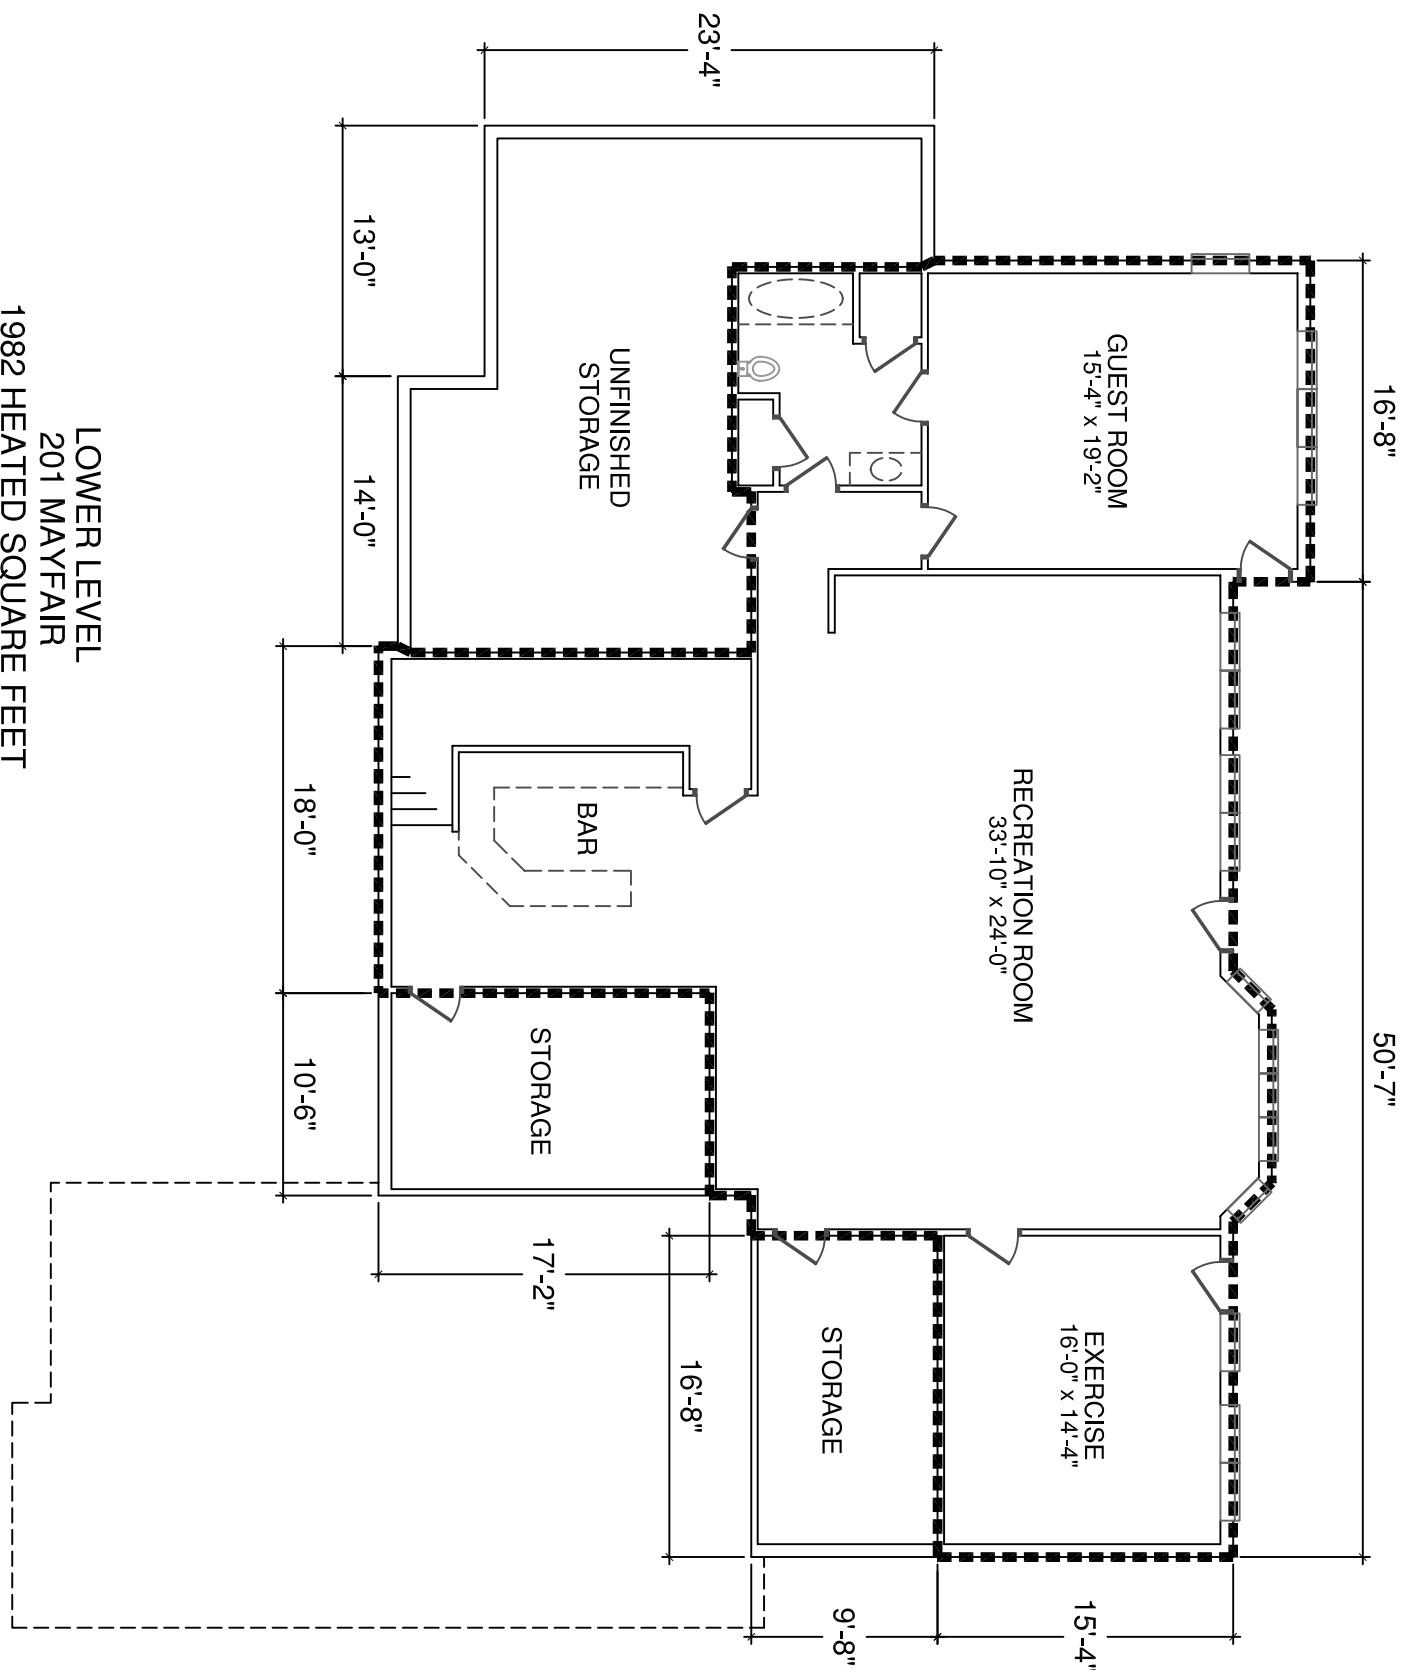 16'-8"
50'-7"
23'-4"
GUEST ROOM
15'-4" x 19'-2"
RECREATION ROOM
33'-10" x 24'-0"
EXERCISE
16'-0" x 14'-4"
15'-4"
9'-8"
STORAGE
16'-8"
UNFINISHED
STORAGE
BAR
STORAGE
17'-2"
13'-0"
14'-0"
18'-0"
10'-6"
LOWER LEVEL
201 MAYFAIR
1982 HEATED SQUARE FEET